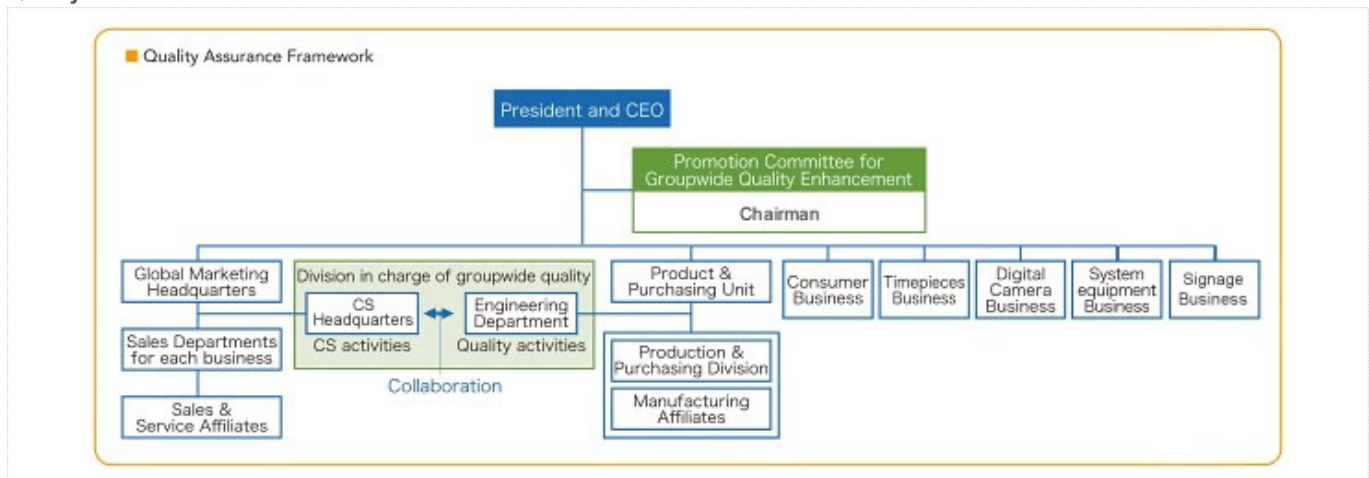 Quality Assurance Framework
President and CEO
Promotion Committee for
Groupwide Quality Enhancement
Chairman
Global Marketing
Headquarters
Division in charge of groupwide quality
CS
Headquarters
CS activities
Engineering
Department
Quality activities
Collaboration
Product &
Purchasing Unit
Consumer
Business
Timepieces
Business
Digital
Camera
Business
System
equipment
Business
Signage
Business
Sales Departments
for each business
Sales &
Service Affiliates
Production &
Purchasing Division
Manufacturing
Affiliates